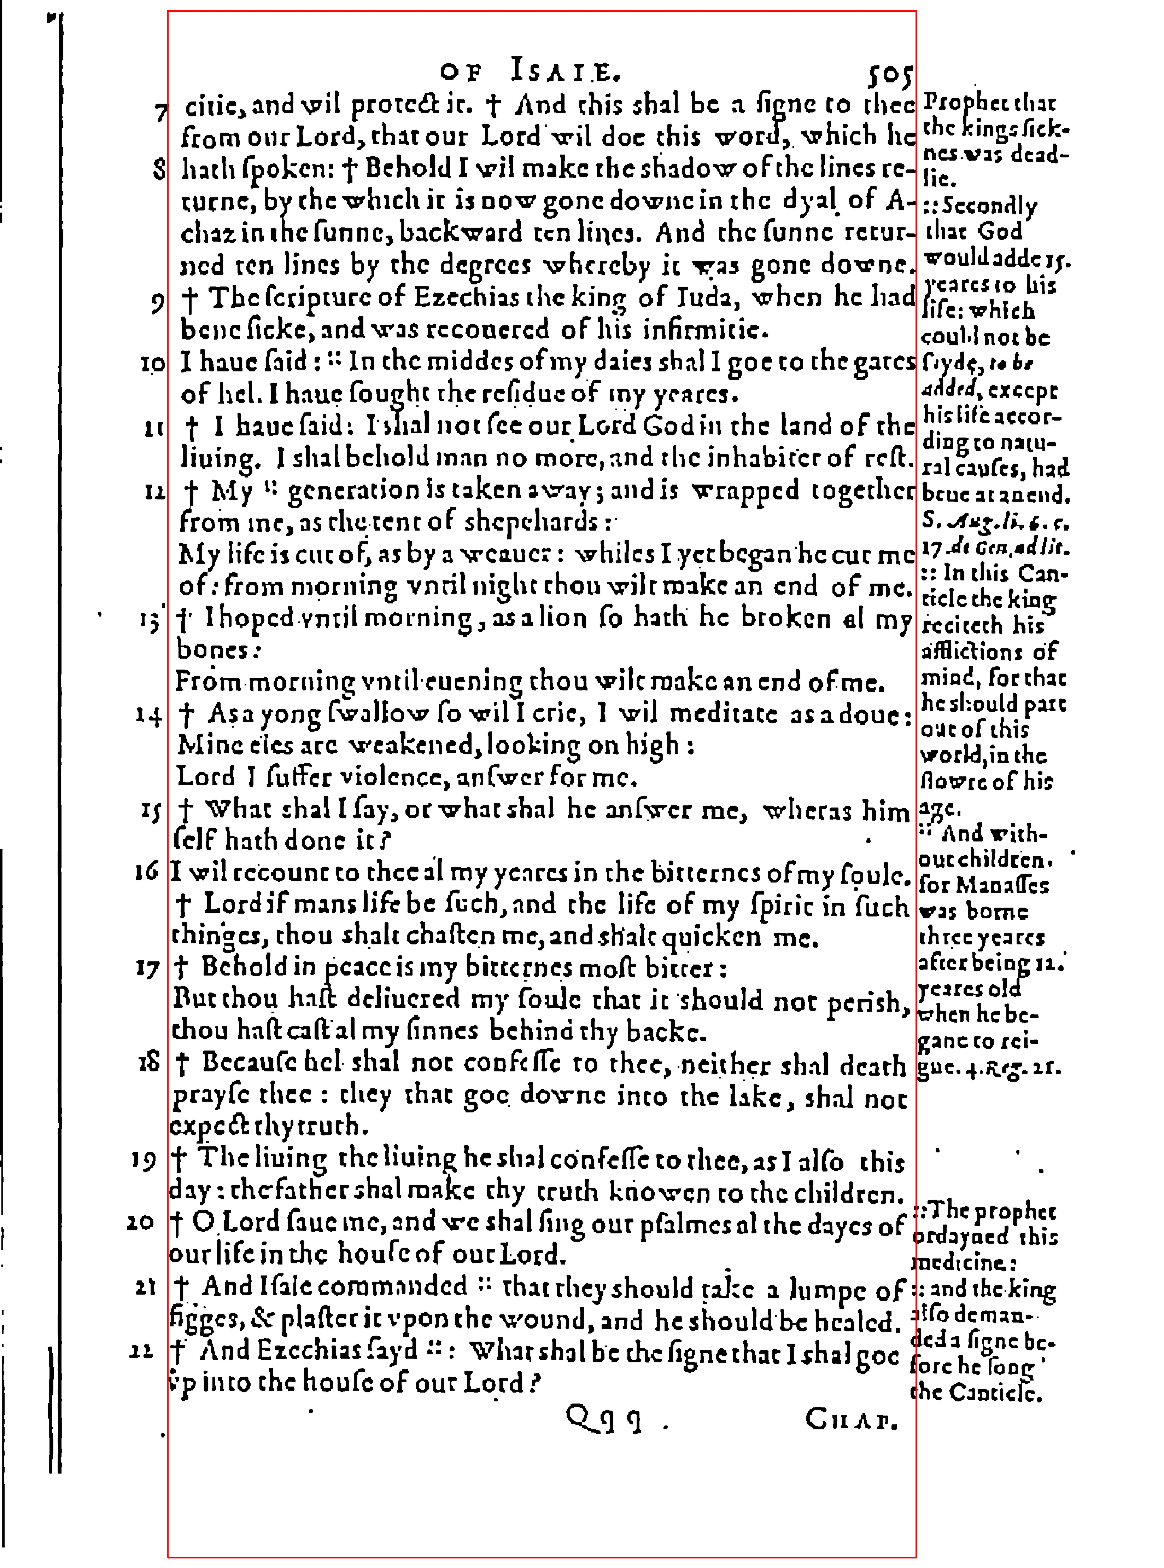 OF ISAIE. 505
7 citie, and wil protect it. † And this shal be a ſigne to thee
from our Lord, that our Lord wil doe this word, which he
8 hath ſpoken: † Behold I wil make the shadow of the lines re-
turne, by the which it is now gone downe in the dyal of A-
chaz in the ſunne, backward ten lines. And the ſunne retur-
ned ten lines by the degrees whereby it was gone downe.
9 † The ſcripture of Ezechias the king of Iuda, when he had
bene ſicke, and was recouered of his infirmitie.
10 I haue ſaid: :: In the middes of my daies shal I goe to the gates
of hel. I haue ſought the reſidue of my yeares.
11 † I haue ſaid: I shal not ſee our Lord God in the land of the
liuing. I shal behold man no more, and the inhabiter of reſt.
12 † My :: generation is taken away; and is wrapped together
from me, as the tent of shepehards:
My life is cut of, as by a weauer: whiles I yet began he cut me
of: from morning vntil night thou wilt make an end of me.
13 † I hoped vntil morning, as a lion ſo hath he broken al my
bones:
From morning vntil euening thou wilt make an end of me.
14 † As a yong ſwallow ſo wil I crie, I wil meditate as a doue:
Mine eies are weakened, looking on high:
Lord I ſuffer violence, anſwer for me.
15 † What shal I ſay, or what shal he anſwer me, wheras him
ſelf hath done it?
16 I wil recount to thee al my yeares in the bitternes of my ſoule.
† Lord if mans life be ſuch, and the life of my ſpirit in ſuch
thinges, thou shalt chaſten me, and shalt quicken me.
17 † Behold in peace is my bitternes moſt bitter:
But thou haſt deliuered my ſoule that it should not perish,
thou haſt caſt al my ſinnes behind thy backe.
18 † Becauſe hel shal not confeſſe to thee, neither shal death
prayſe thee: they that goe downe into the lake, shal not
expect thy truth.
19 † The liuing the liuing he shal confeſſe to thee, as I alſo this
day: the father shal make thy truth knowen to the children.
20 † O Lord ſaue me, and we shal ſing our pſalmes al the dayes of
our life in the houſe of our Lord.
21 † And Iſaie commanded :: that they should take a lumpe of
figges, & plaſter it vpon the wound, and he should be healed.
22 † And Ezechias ſayd ::: What shal be the ſigne that I shal goe
vp into the houſe of our Lord?
Qqq CHAP.
Prophet that
the kings ſick-
nes was dead-
lie.
:: Secondly
that God
would adde 15.
yeares to his
life: which
could not be
ſayde, to be
added, except
his life accor-
ding to natu-
ral cauſes, had
bene at an end.
S. Aug. li. 6. c.
17. de Gen. ad lit.
:: In this Can-
ticle the king
reciteth his
afflictions of
mind, for that
he should part
out of this
world, in the
flowre of his
age.
:: And with-
out children.
for Manaſſes
was borne
three yeares
after being 12.
yeares old
when he be-
gane to rei-
gne. 4. Reg. 21.
:: The prophet
ordayned this
medicine:
:: and the king
alſo deman-
ded a ſigne be-
fore he ſong
the Canticle.